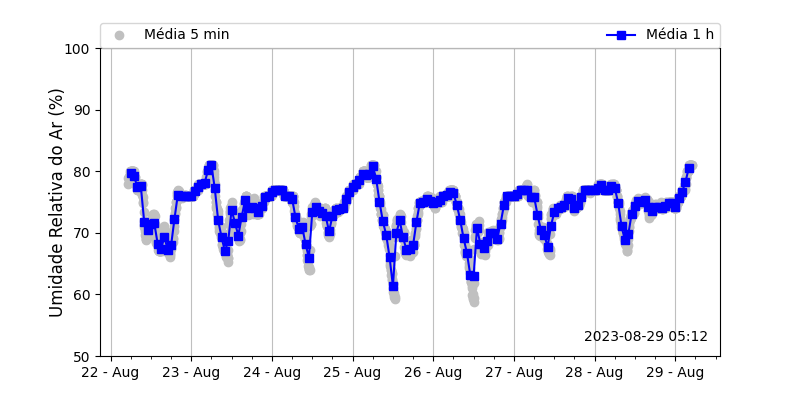 Média 5 min
Média 1 h
Umidade Relativa do Ar (%)
100
90
80
70
60
50
2023-08-29 05:12
22 - Aug
23 - Aug
24 - Aug
25 - Aug
26 - Aug
27 - Aug
28 - Aug
29 - Aug